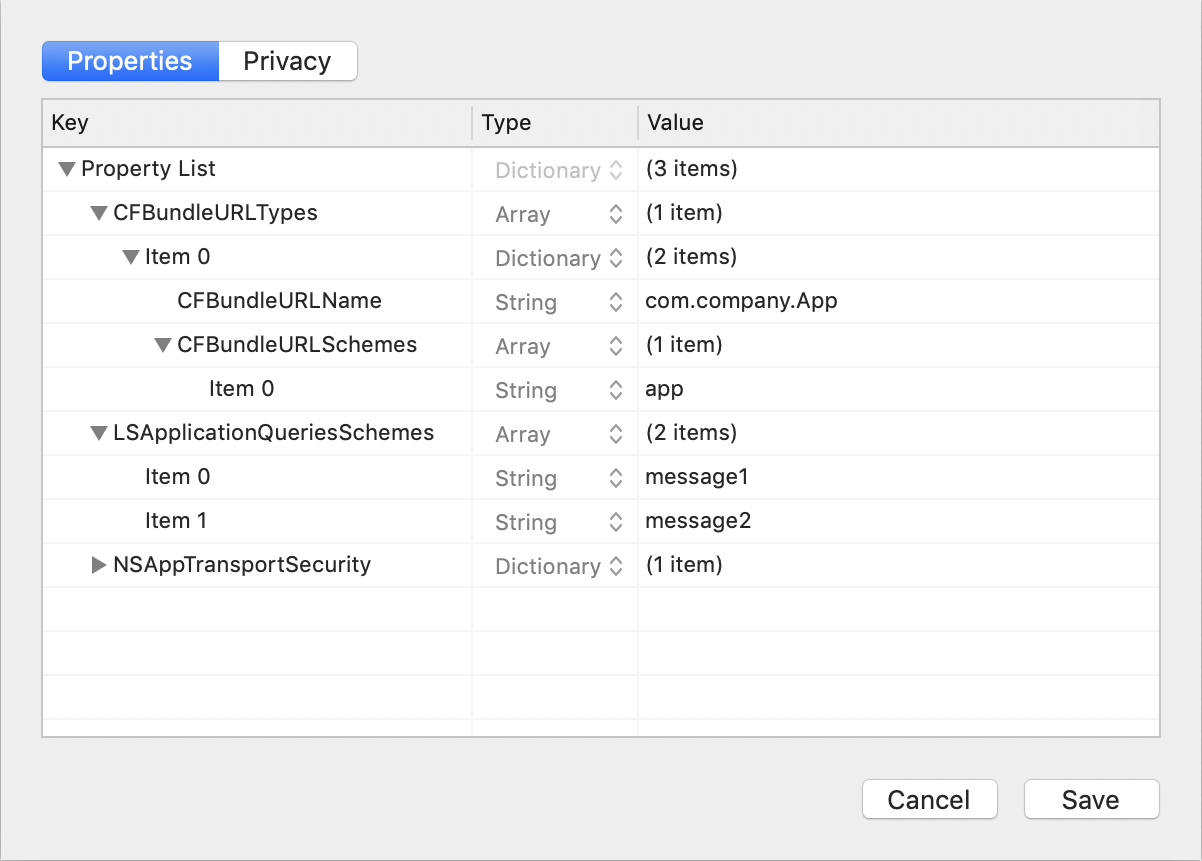 Properties Privacy
Key Type Value
Property List Dictionary (3 items)
CFBundleURLTypes Array (1 item)
Item 0 Dictionary (2 items)
CFBundleURLName String com.company.App
CFBundleURLSchemes Array (1 item)
Item 0 String app
LSApplicationQueriesSchemes Array (2 items)
Item 0 String message1
Item 1 String message2
NSAppTransportSecurity Dictionary (1 item)
Cancel Save